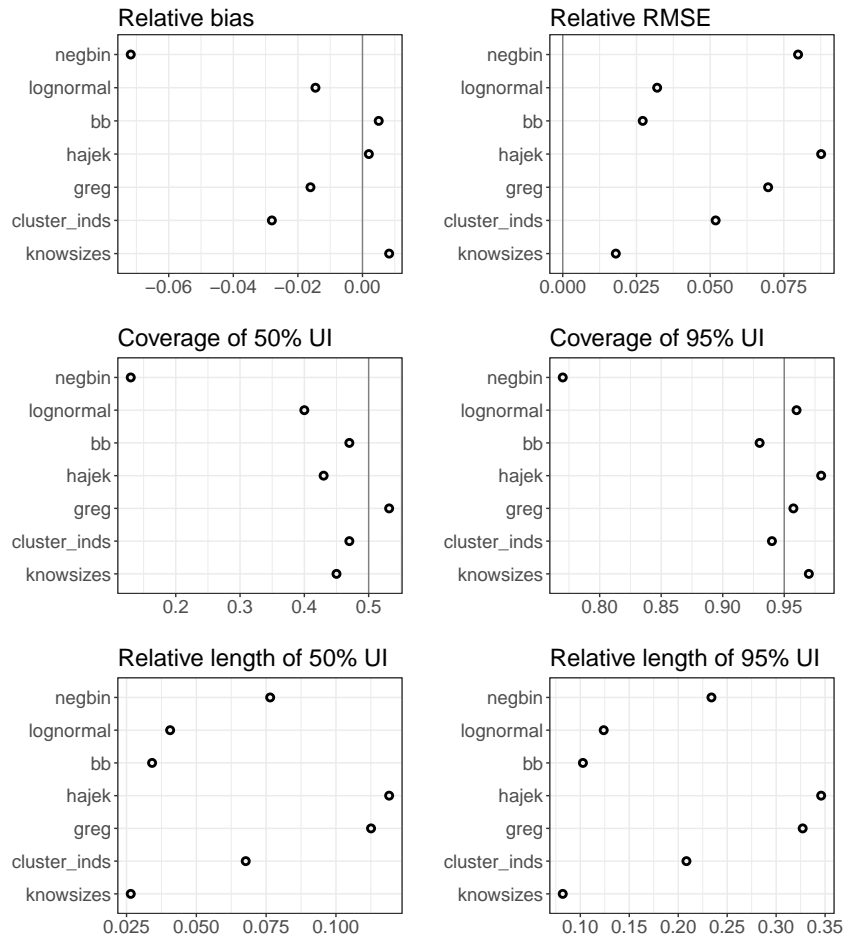 Relative bias
negbin
lognormal
bb
hajek
greg
cluster_inds
knowsizes
−0.06 −0.04 −0.02 0.00
Relative RMSE
negbin
lognormal
bb
hajek
greg
cluster_inds
knowsizes
0.000 0.025 0.050 0.075
Coverage of 50% UI
negbin
lognormal
bb
hajek
greg
cluster_inds
knowsizes
0.2 0.3 0.4 0.5
Coverage of 95% UI
negbin
lognormal
bb
hajek
greg
cluster_inds
knowsizes
0.80 0.85 0.90 0.95
Relative length of 50% UI
negbin
lognormal
bb
hajek
greg
cluster_inds
knowsizes
0.025 0.050 0.075 0.100
Relative length of 95% UI
negbin
lognormal
bb
hajek
greg
cluster_inds
knowsizes
0.10 0.15 0.20 0.25 0.30 0.35